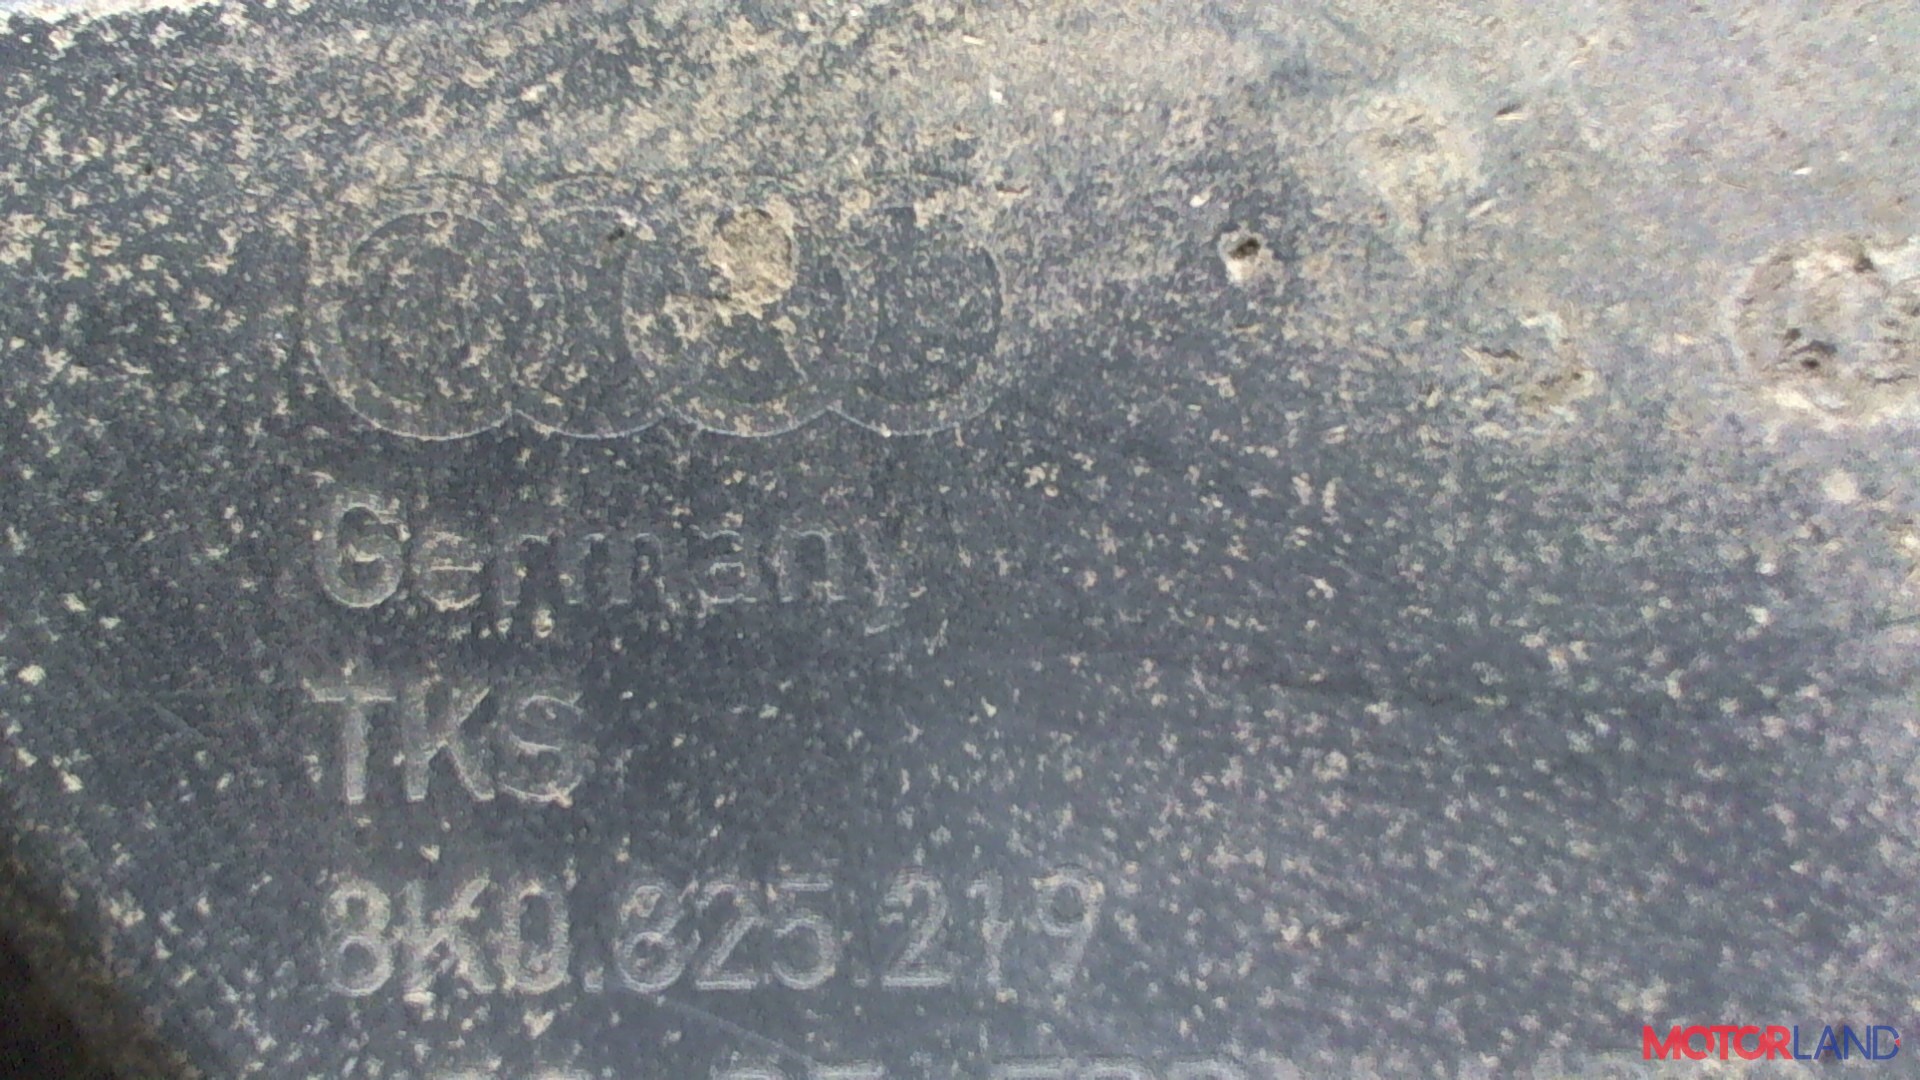 Germany
TKS
8K0.825.219
MOTORLAND